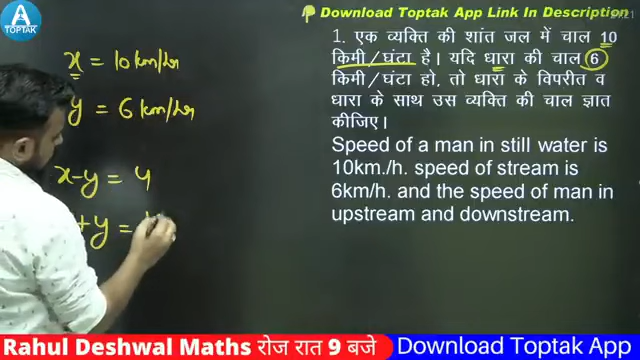 Download Toptak App Link In Description
A
TOPTAK
1. एक व्यक्ति की शांत जल में चाल 10
किमी/घंटा है। यदि धारा की चाल 6
किमी/घंटा हो, तो धारा के विपरीत व
धारा के साथ उस व्यक्ति की चाल ज्ञात
कीजिए।
Speed of a man in still water is
10km./h. speed of stream is
6km/h. and the speed of man in
upstream and downstream.
x = 10 km/hr
y = 6 km/hr
x-y = 4
+y =
Rahul Deshwal Maths रोज रात 9 बजे
Download Toptak App